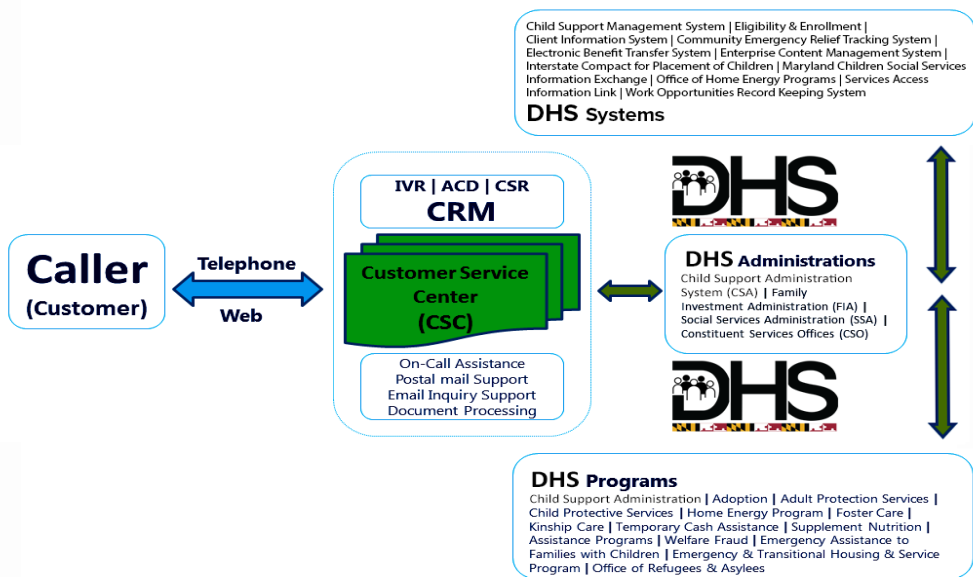 Child Support Management System | Eligibility & Enrollment |
Client Information System | Community Emergency Relief Tracking System |
Electronic Benefit Transfer System | Enterprise Content Management System |
Interstate Compact for Placement of Children | Maryland Children Social Services
Information Exchange | Office of Home Energy Programs | Services Access
Information Link | Work Opportunities Record Keeping System
DHS Systems
IVR | ACD | CSR
CRM
DHS
Caller
(Customer)
Telephone
Web
Customer Service
Center
(CSC)
DHS Administrations
Child Support Administration
System (CSA) | Family
Investment Administration (FIA) |
Social Services Administration (SSA) |
Constituent Services Offices (CSO)
On-Call Assistance
Postal mail Support
Email Inquiry Support
Document Processing
DHS
DHS Programs
Child Support Administration | Adoption | Adult Protection Services |
Child Protective Services | Home Energy Program | Foster Care |
Kinship Care | Temporary Cash Assistance | Supplement Nutrition |
Assistance Programs | Welfare Fraud | Emergency Assistance to
Families with Children | Emergency & Transitional Housing & Service
Program | Office of Refugees & Asylees